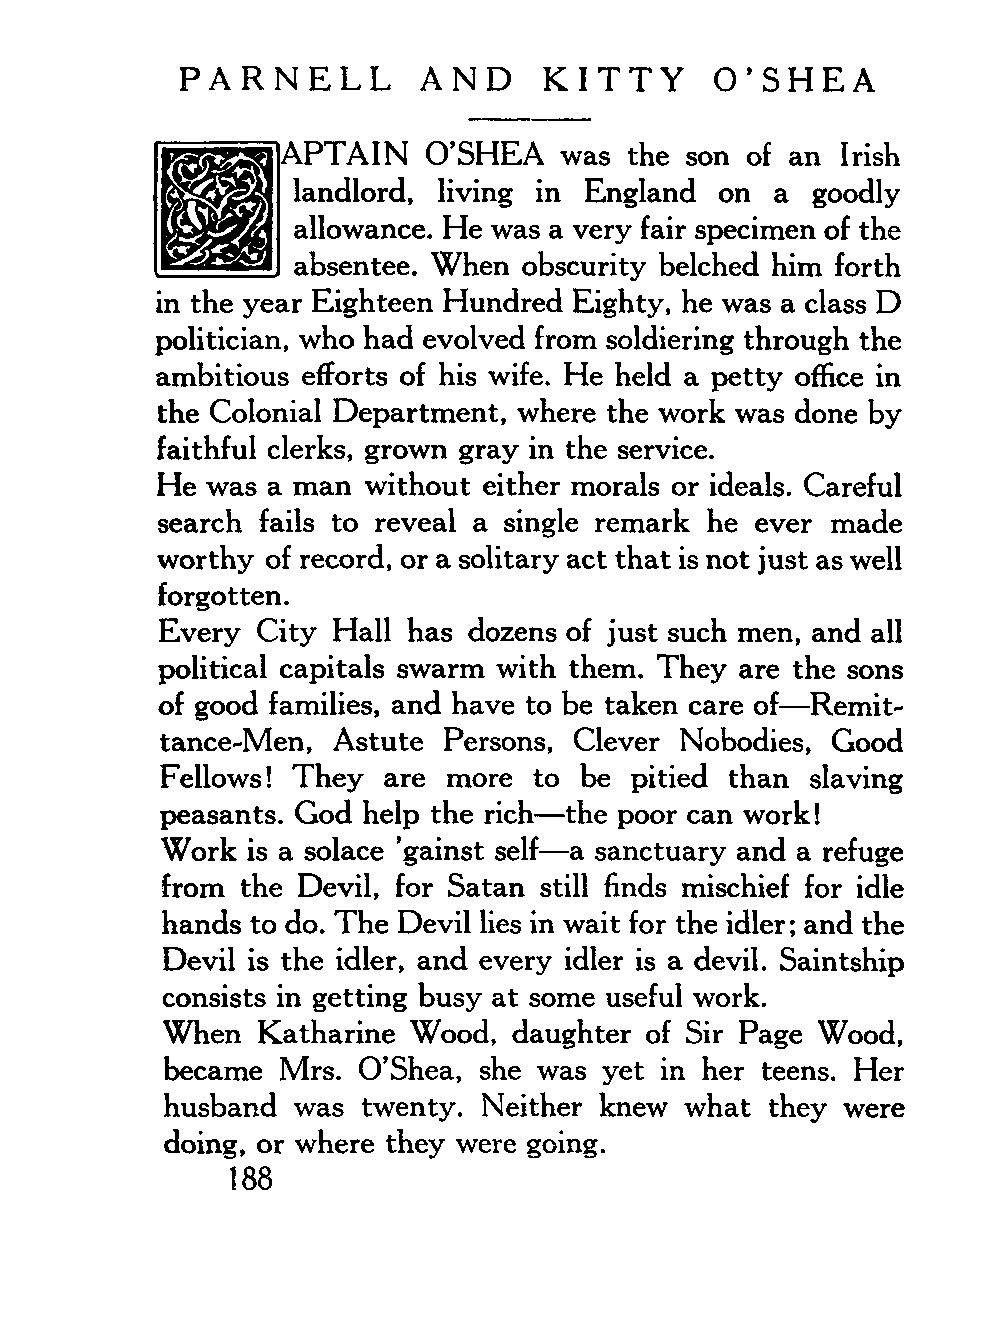 PARNELL AND KITTY O'SHEA
CAPTAIN O'SHEA was the son of an Irish
landlord, living in England on a goodly
allowance. He was a very fair specimen of the
absentee. When obscurity belched him forth
in the year Eighteen Hundred Eighty, he was a class D
politician, who had evolved from soldiering through the
ambitious efforts of his wife. He held a petty office in
the Colonial Department, where the work was done by
faithful clerks, grown gray in the service.
He was a man without either morals or ideals. Careful
search fails to reveal a single remark he ever made
worthy of record, or a solitary act that is not just as well
forgotten.
Every City Hall has dozens of just such men, and all
political capitals swarm with them. They are the sons
of good families, and have to be taken care of—Remit-
tance-Men, Astute Persons, Clever Nobodies, Good
Fellows! They are more to be pitied than slaving
peasants. God help the rich—the poor can work!
Work is a solace 'gainst self—a sanctuary and a refuge
from the Devil, for Satan still finds mischief for idle
hands to do. The Devil lies in wait for the idler; and the
Devil is the idler, and every idler is a devil. Saintship
consists in getting busy at some useful work.
When Katharine Wood, daughter of Sir Page Wood,
became Mrs. O'Shea, she was yet in her teens. Her
husband was twenty. Neither knew what they were
doing, or where they were going.
188